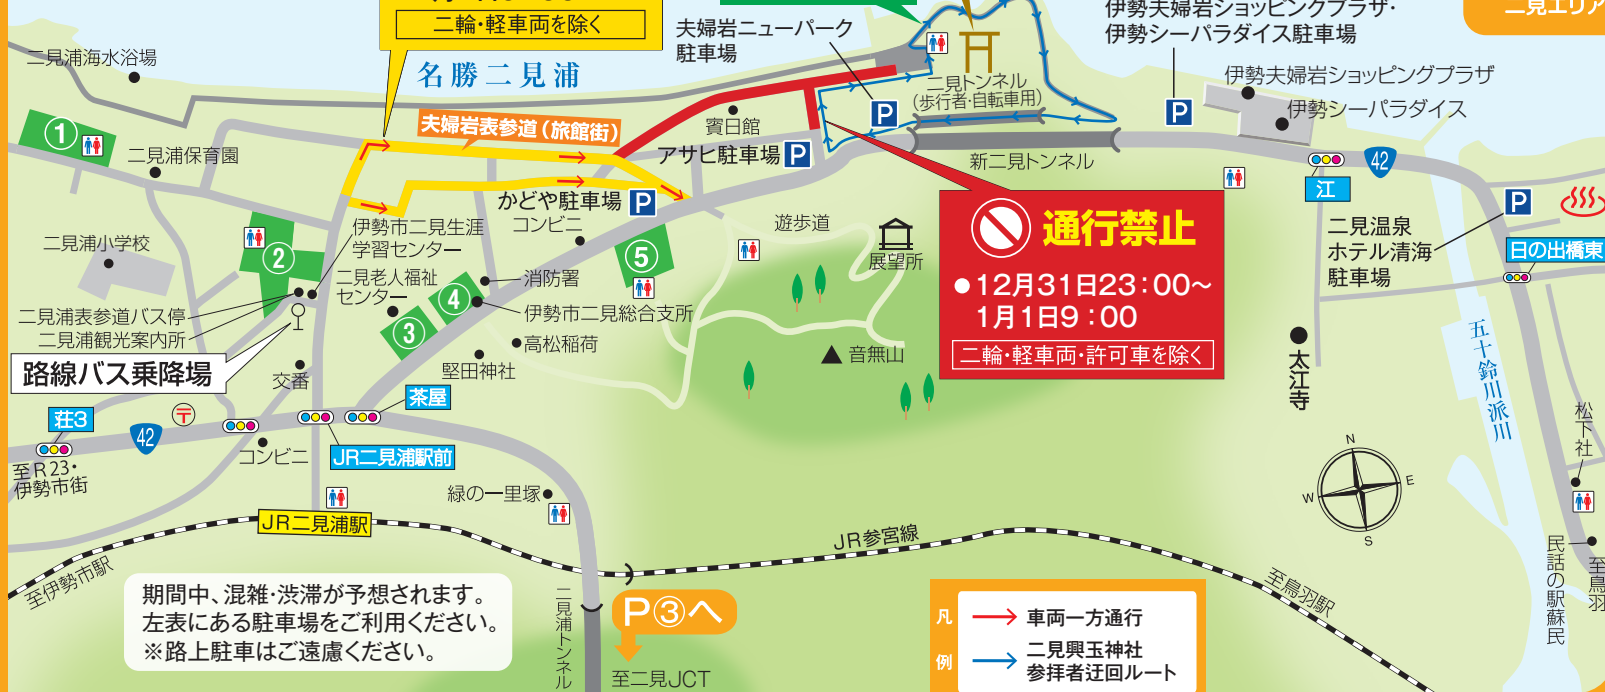 二輪・軽車両を除く
夫婦岩ニューパーク
駐車場
伊勢夫婦岩ショッピングプラザ・
伊勢シーパラダイス駐車場
二見エリア
二見浦海水浴場
名勝二見浦
二見トンネル
(歩行者・自転車用)
伊勢夫婦岩ショッピングプラザ
伊勢シーパラダイス
P
P
1
夫婦岩表参道(旅館街)
賓日館
二見浦保育園
アサヒ駐車場 P
新二見トンネル
42
江
かどや駐車場 P
コンビニ
通行禁止
●12月31日23:00〜
1月1日9:00
二輪・軽車両・許可車を除く
P
二見温泉
ホテル清海
駐車場
日の出橋東
伊勢市二見生涯
学習センター
遊歩道
展望所
二見浦小学校
2
5
二見老人福祉
センター
4
消防署
伊勢市二見総合支所
3
二見浦表参道バス停
二見浦観光案内所
高松稲荷
堅田神社
音無山
太江寺
五十鈴川派川
路線バス乗降場
交番
茶屋
荘3
〒
42
松下社
コンビニ
JR二見浦駅前
至R23・
伊勢市街
緑の一里塚
N
E
W
S
JR二見浦駅
JR参宮線
民話の駅蘇民
至鳥羽
至伊勢市駅
至鳥羽駅
期間中、混雑・渋滞が予想されます。
左表にある駐車場をご利用ください。
※路上駐車はご遠慮ください。
二見浦トンネル
P③へ
至二見JCT
凡例
車両一方通行
二見興玉神社
参拝者迂回ルート